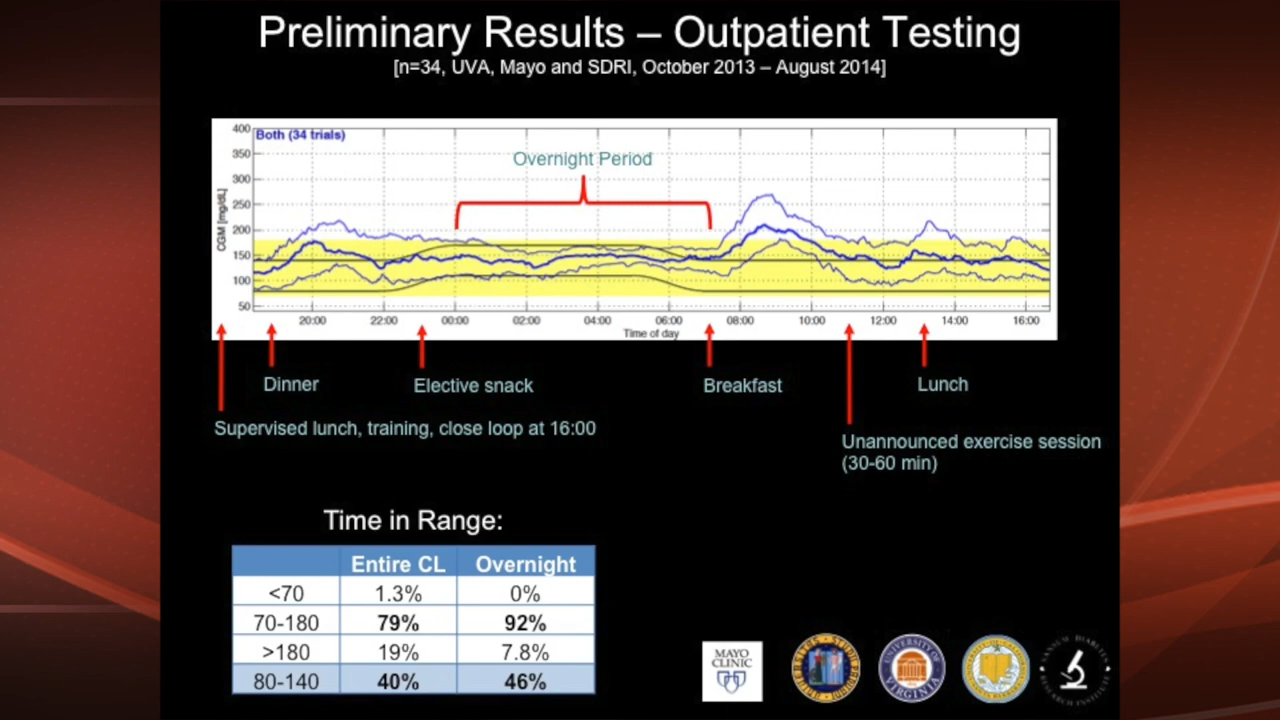 Preliminary Results – Outpatient Testing
[n=34, UVA, Mayo and SDRI, October 2013 – August 2014]
Both (34 trials)
Overnight Period
CGM [mg/dL]
400
350
300
250
200
150
100
50
20:00 22:00 00:00 02:00 04:00 06:00 08:00 10:00 12:00 14:00 16:00
Time of day
Dinner
Elective snack
Breakfast
Lunch
Supervised lunch, training, close loop at 16:00
Unannounced exercise session
(30-60 min)
Time in Range:
Entire CL Overnight
<70 1.3% 0%
70-180 79% 92%
>180 19% 7.8%
80-140 40% 46%
MAYO
CLINIC
UNIVERSITY OF
VIRGINIA